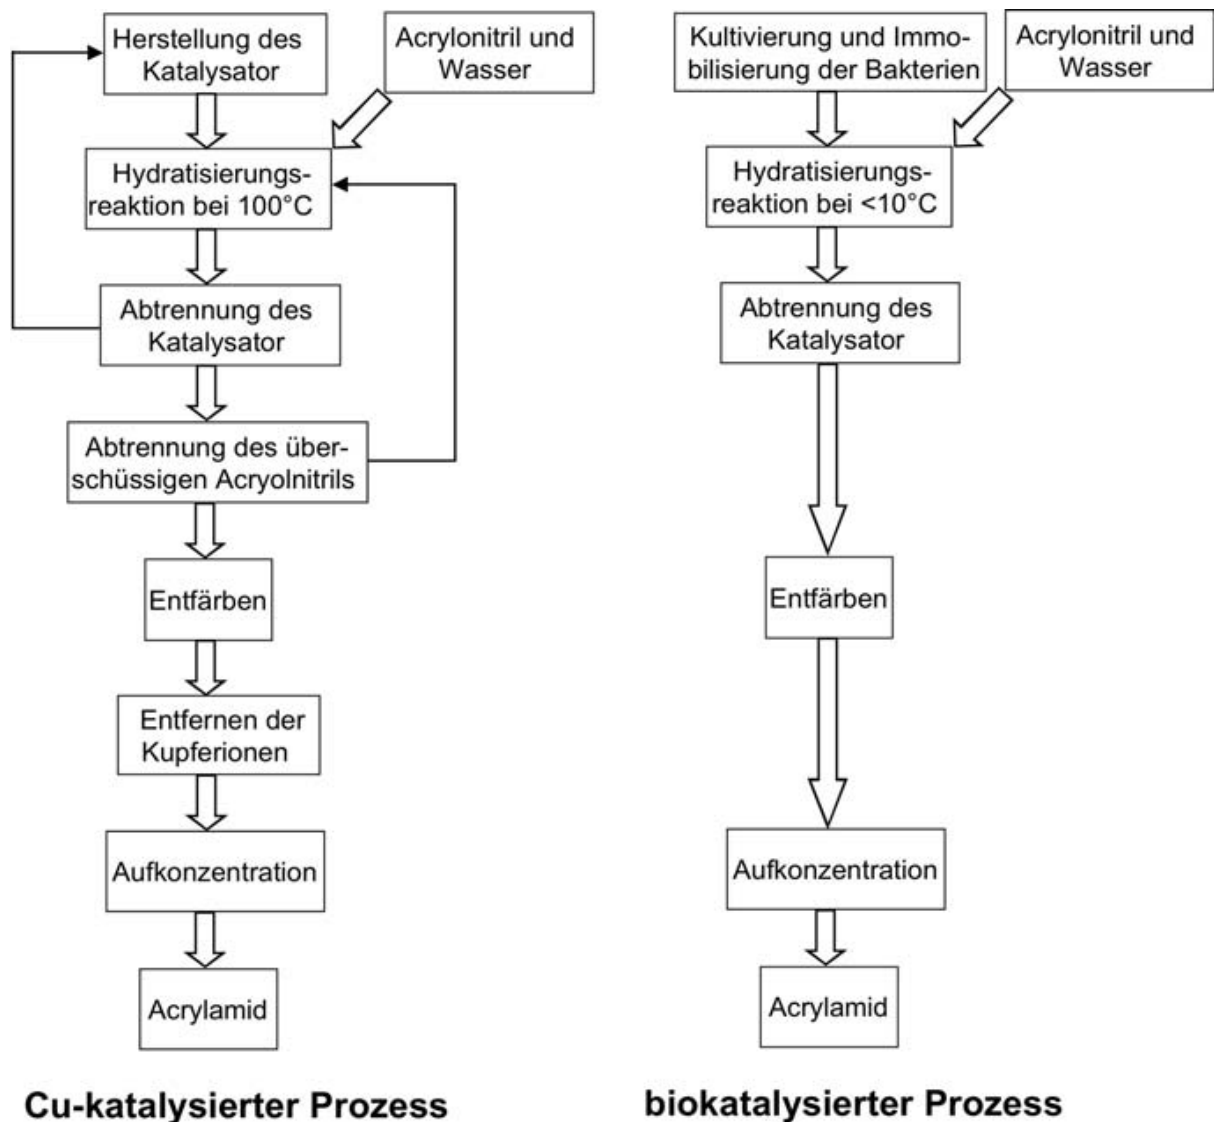 Herstellung des
Katalysator
Acrylonitril und
Wasser
Hydratisierungs-
reaktion bei 100°C
Abtrennung des
Katalysator
Abtrennung des über-
schüssigen Acryolnitrils
Entfärben
Entfernen der
Kupferionen
Aufkonzentration
Acrylamid
Cu-katalysierter Prozess
Kultivierung und Immo-
bilisierung der Bakterien
Acrylonitril und
Wasser
Hydratisierungs-
reaktion bei <10°C
Abtrennung des
Katalysator
Entfärben
Aufkonzentration
Acrylamid
biokatalysierter Prozess